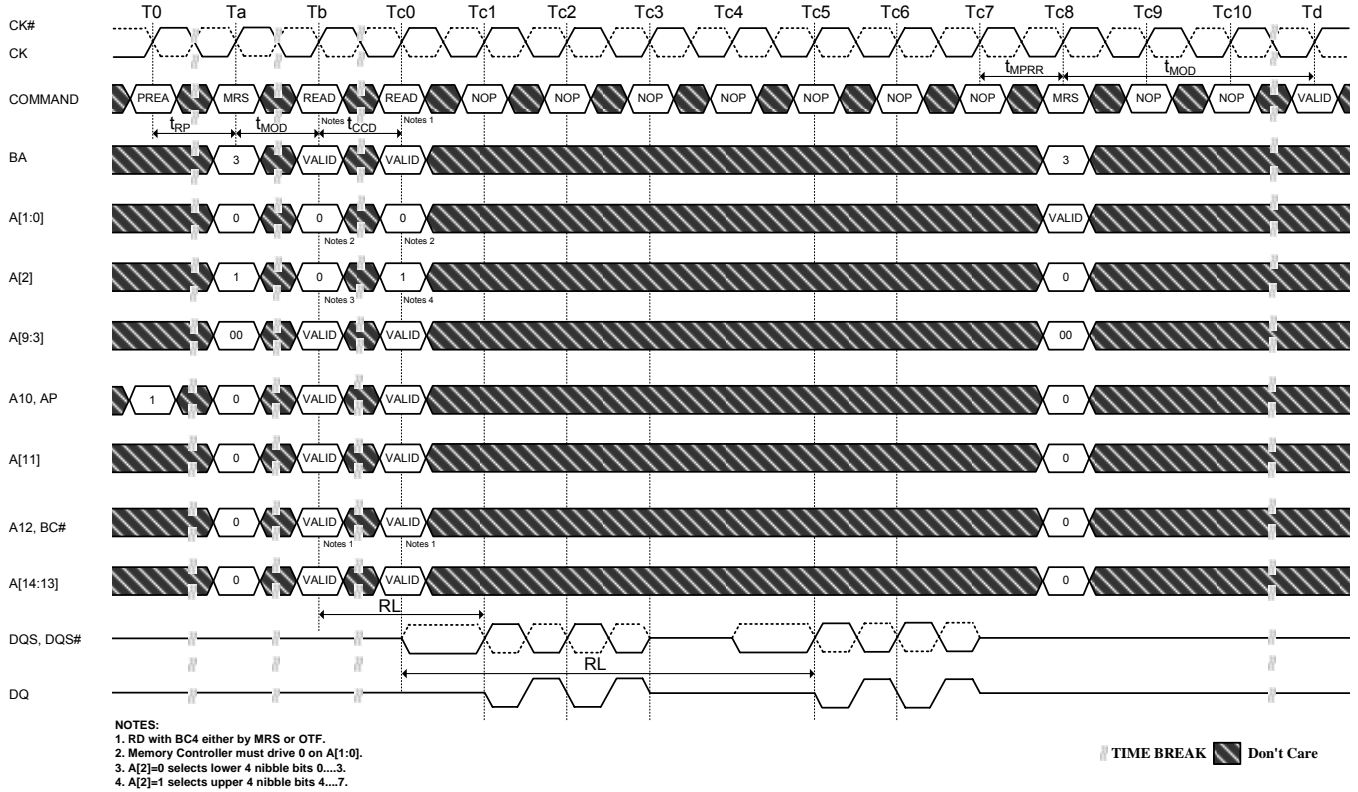 T0 Ta Tb Tc0 Tc1 Tc2 Tc3 Tc4 Tc5 Tc6 Tc7 Tc8 Tc9 Tc10 Td
CK#
CK
tMPRR tMOD
COMMAND PREA MRS READ READ NOP NOP NOP NOP NOP NOP NOP MRS NOP NOP VALID
Notes 1 Notes 1
tRP tMOD tCCD
BA 3 VALID VALID 3
A[1:0] 0 0 0 VALID
Notes 2 Notes 2
A[2] 1 0 1 0
Notes 3 Notes 4
A[9:3] 00 VALID VALID 00
A10, AP 1 0 VALID VALID 0
A[11] 0 VALID VALID 0
A12, BC# 0 VALID VALID 0
Notes 1 Notes 1
A[14:13] 0 VALID VALID 0
RL
DQS, DQS#
RL
DQ
NOTES:
1. RD with BC4 either by MRS or OTF.
2. Memory Controller must drive 0 on A[1:0].
3. A[2]=0 selects lower 4 nibble bits 0....3.
4. A[2]=1 selects upper 4 nibble bits 4....7.
TIME BREAK Don't Care